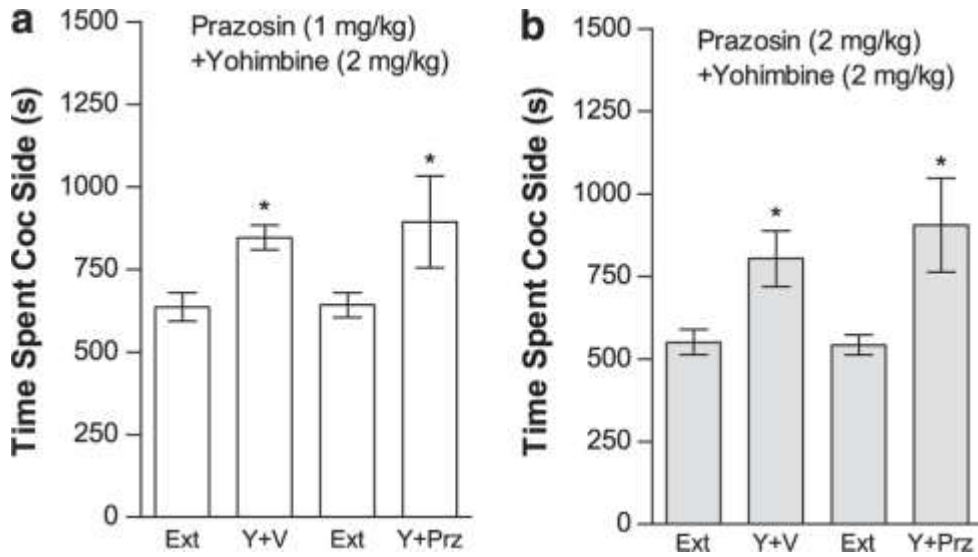 a
Prazosin (1 mg/kg)
+Yohimbine (2 mg/kg)
Time Spent Coc Side (s)
1500
1250
1000
750
500
250
0
*
*
Ext Y+V Ext Y+Prz
b
Prazosin (2 mg/kg)
+Yohimbine (2 mg/kg)
Time Spent Coc Side (s)
1500
1250
1000
750
500
250
0
*
*
Ext Y+V Ext Y+Prz